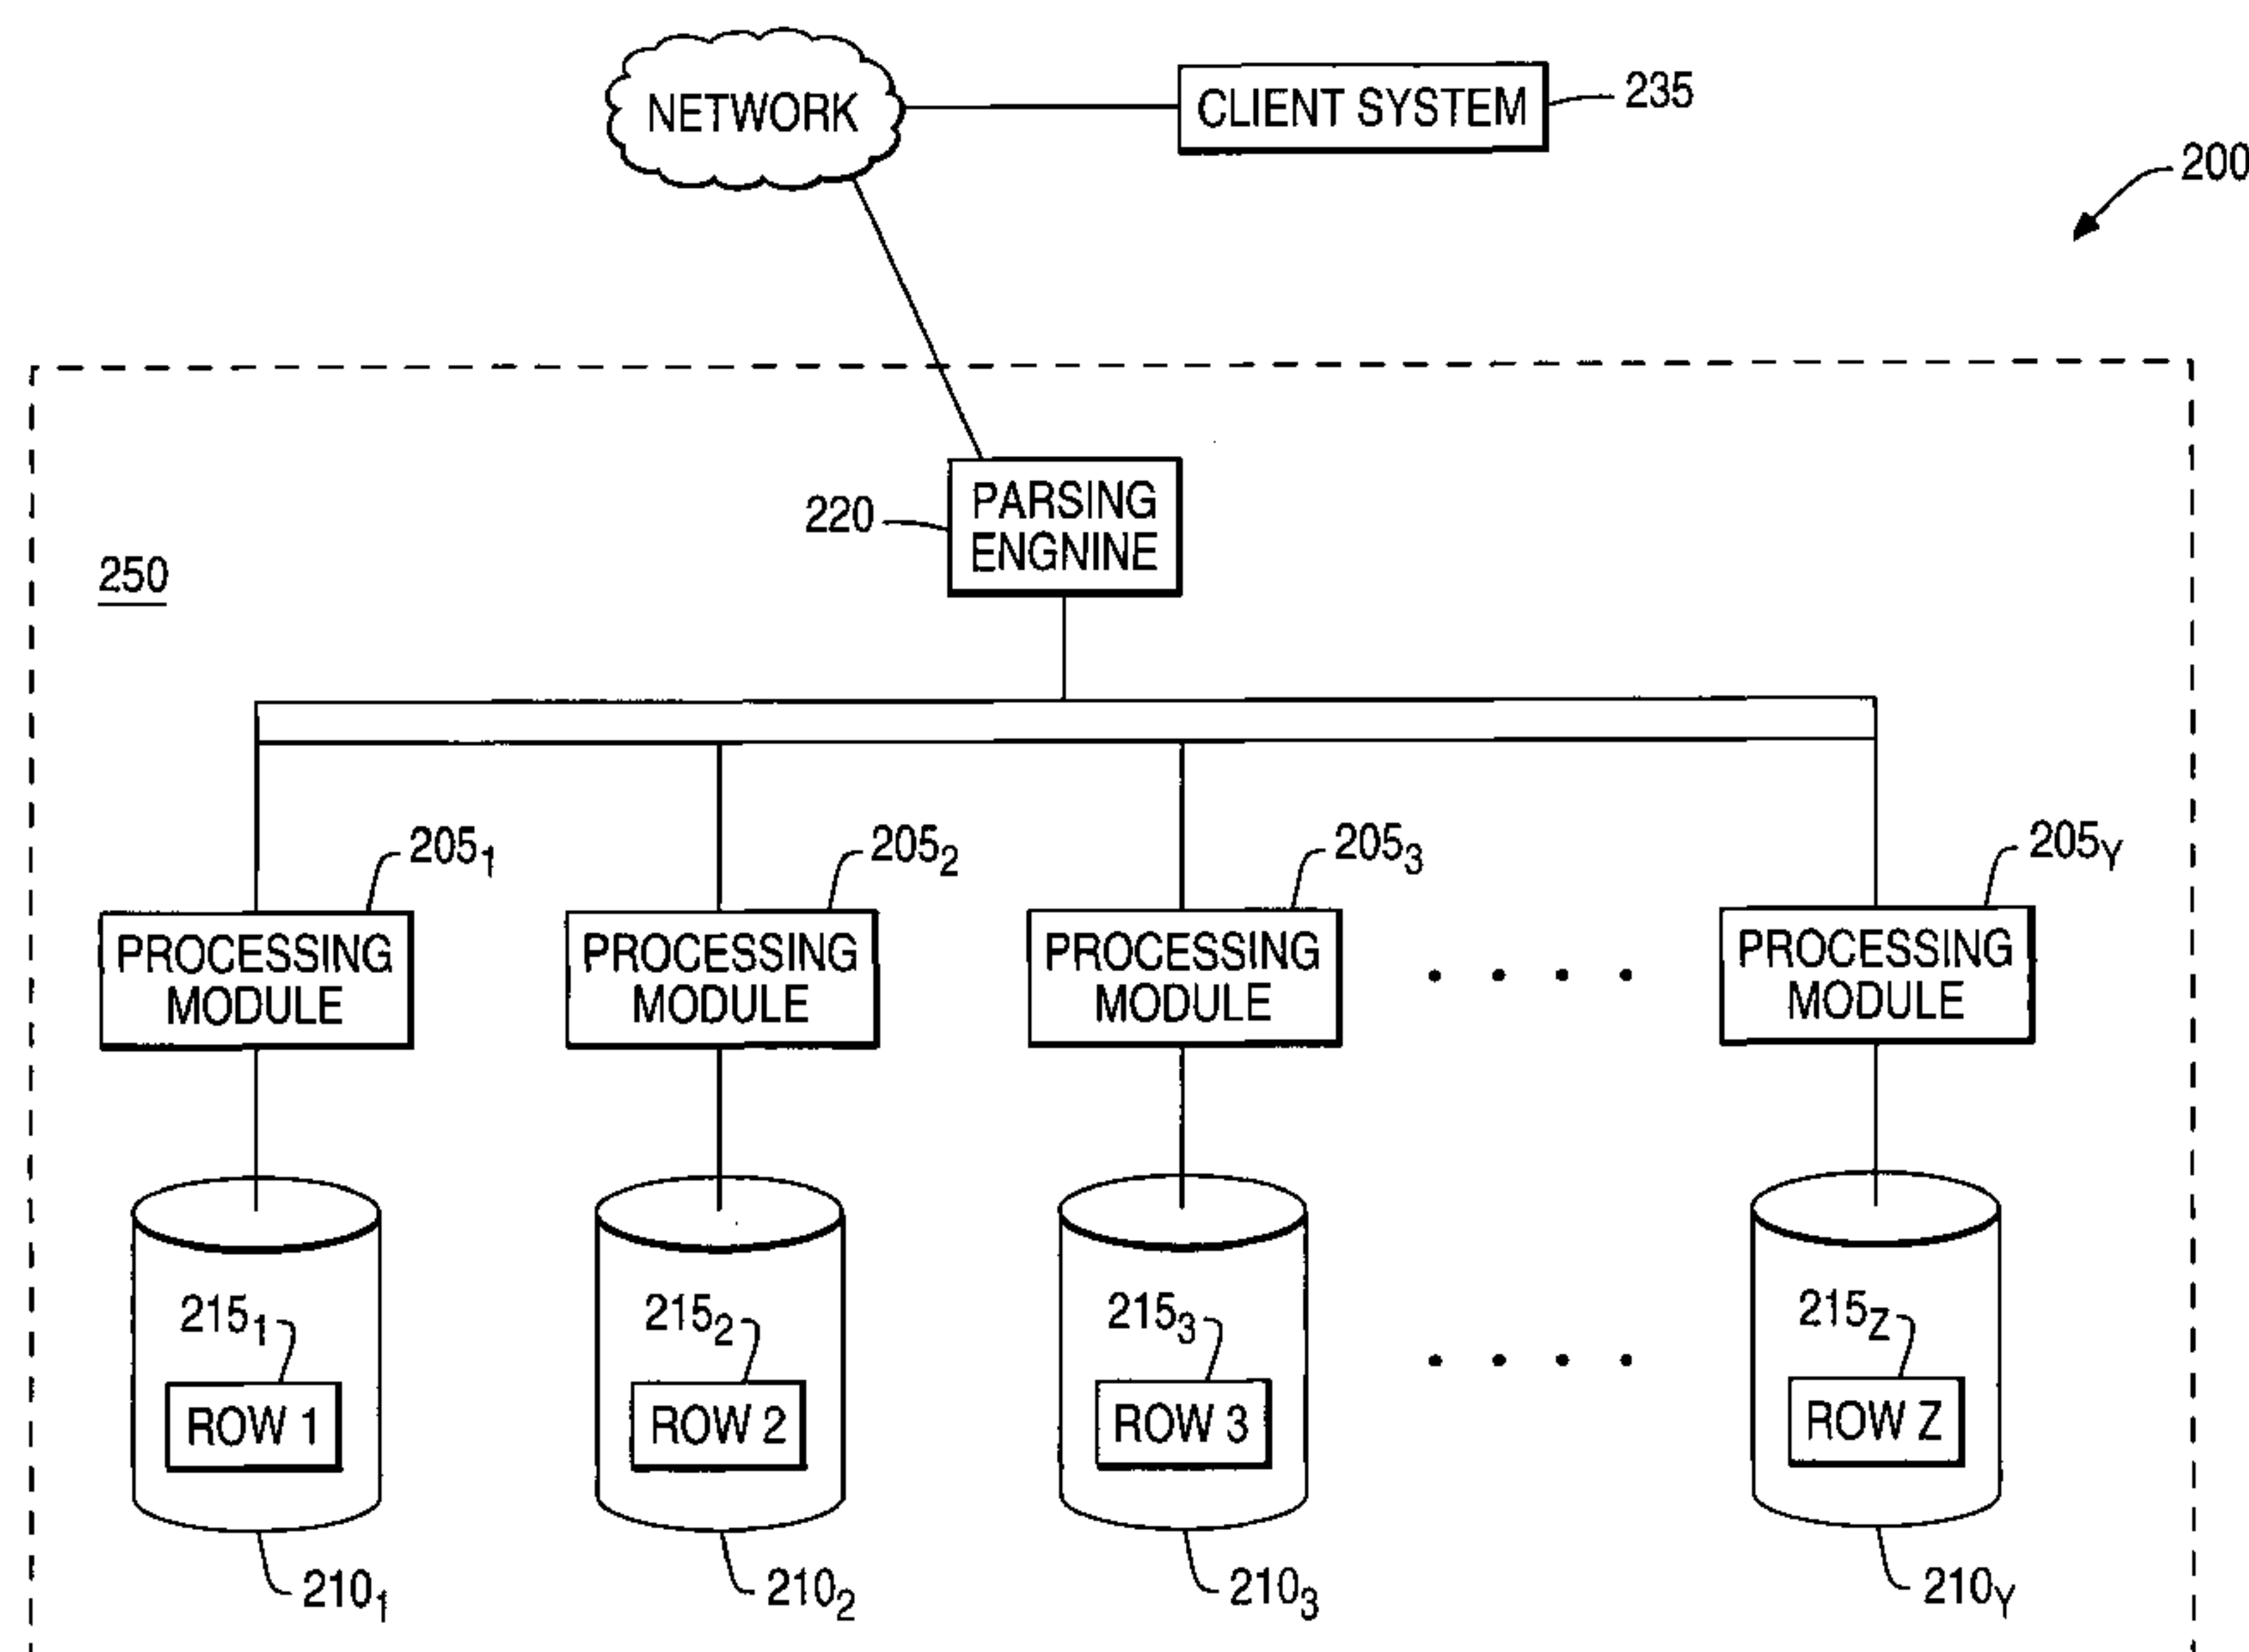 NETWORK
CLIENT SYSTEM
235
200
220
PARSING
ENGNINE
250
205₁
205₂
205₃
205Y
PROCESSING
MODULE
PROCESSING
MODULE
PROCESSING
MODULE
PROCESSING
MODULE
215₁
215₂
215₃
215Z
ROW 1
ROW 2
ROW 3
ROW Z
210₁
210₂
210₃
210Y